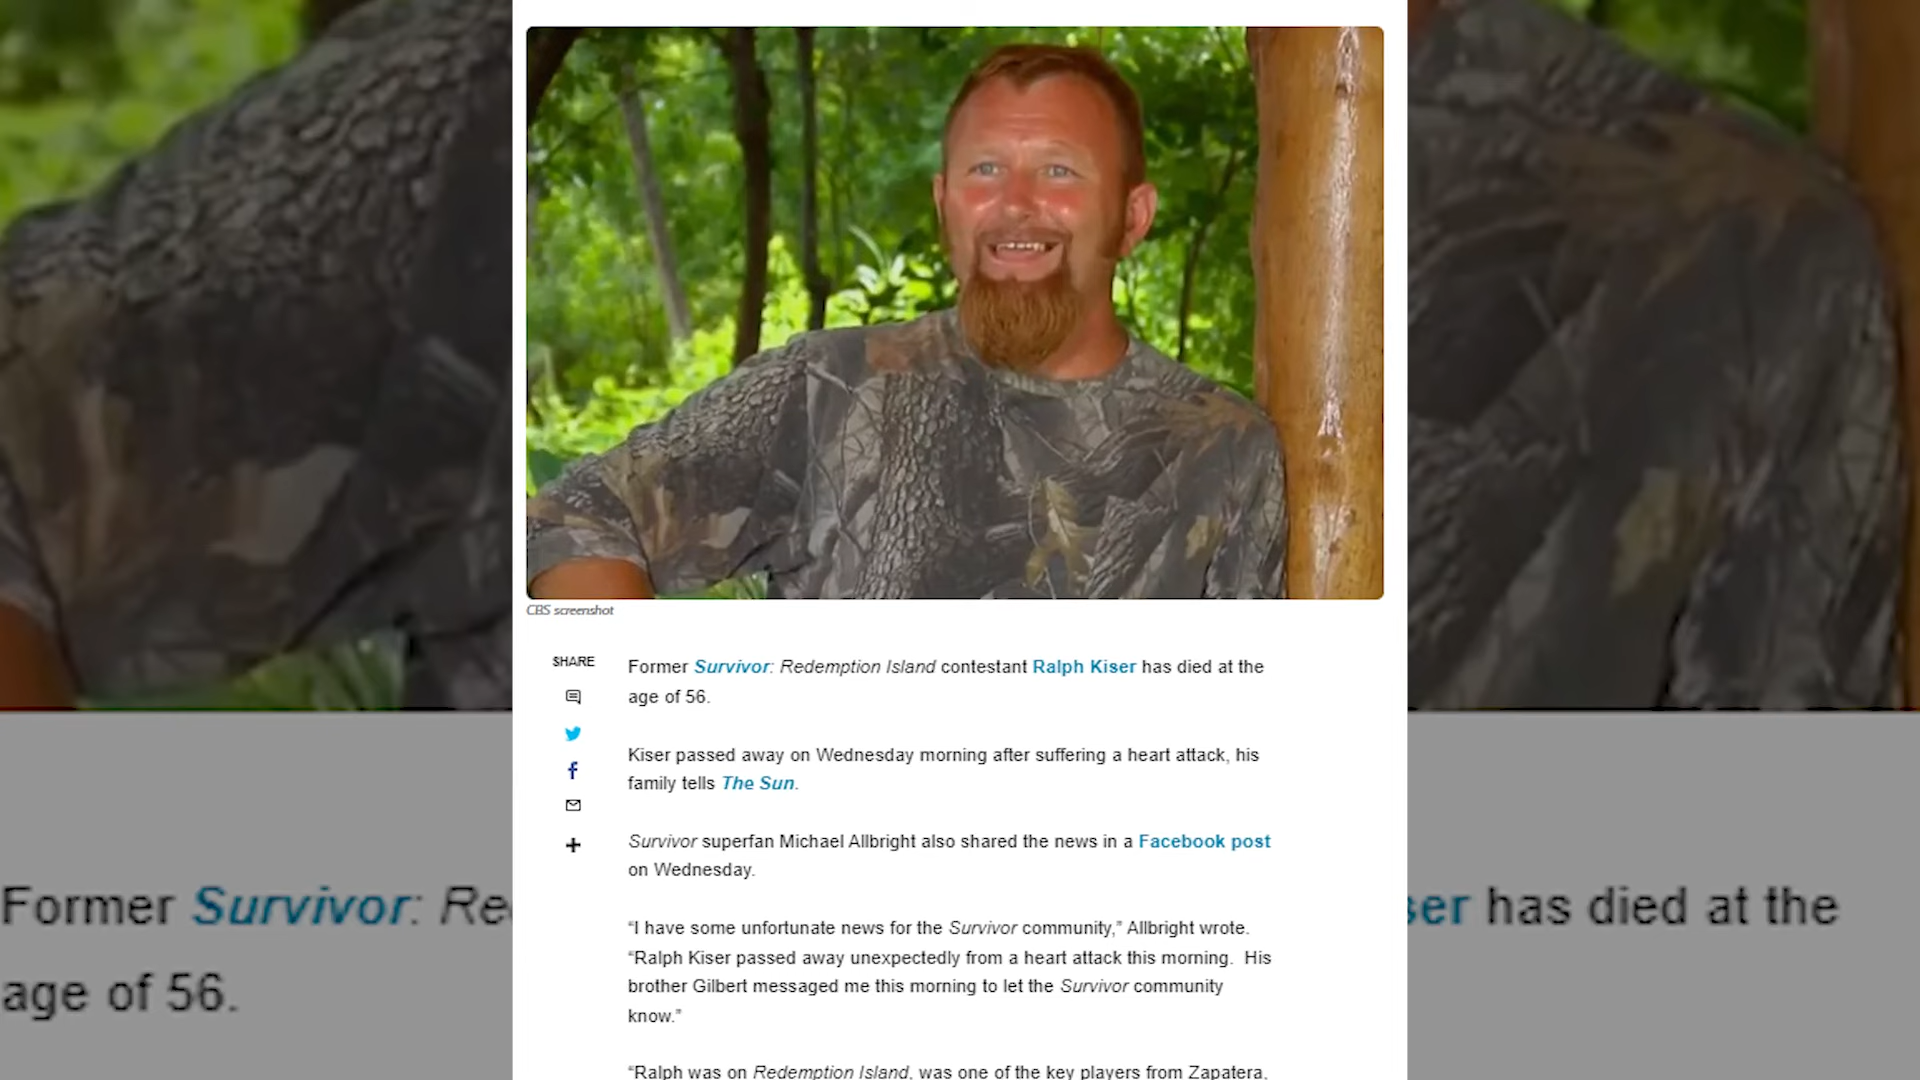 CBS screenshot
SHARE
Former Survivor: Redemption Island contestant Ralph Kiser has died at the
age of 56.
Kiser passed away on Wednesday morning after suffering a heart attack, his
family tells The Sun.
Survivor superfan Michael Allbright also shared the news in a Facebook post
on Wednesday.
“I have some unfortunate news for the Survivor community,” Allbright wrote.
“Ralph Kiser passed away unexpectedly from a heart attack this morning.  His
brother Gilbert messaged me this morning to let the Survivor community
know.”
“Ralph was on Redemption Island, was one of the key players from Zapatera,
Former Survivor: Re
ser has died at the
age of 56.